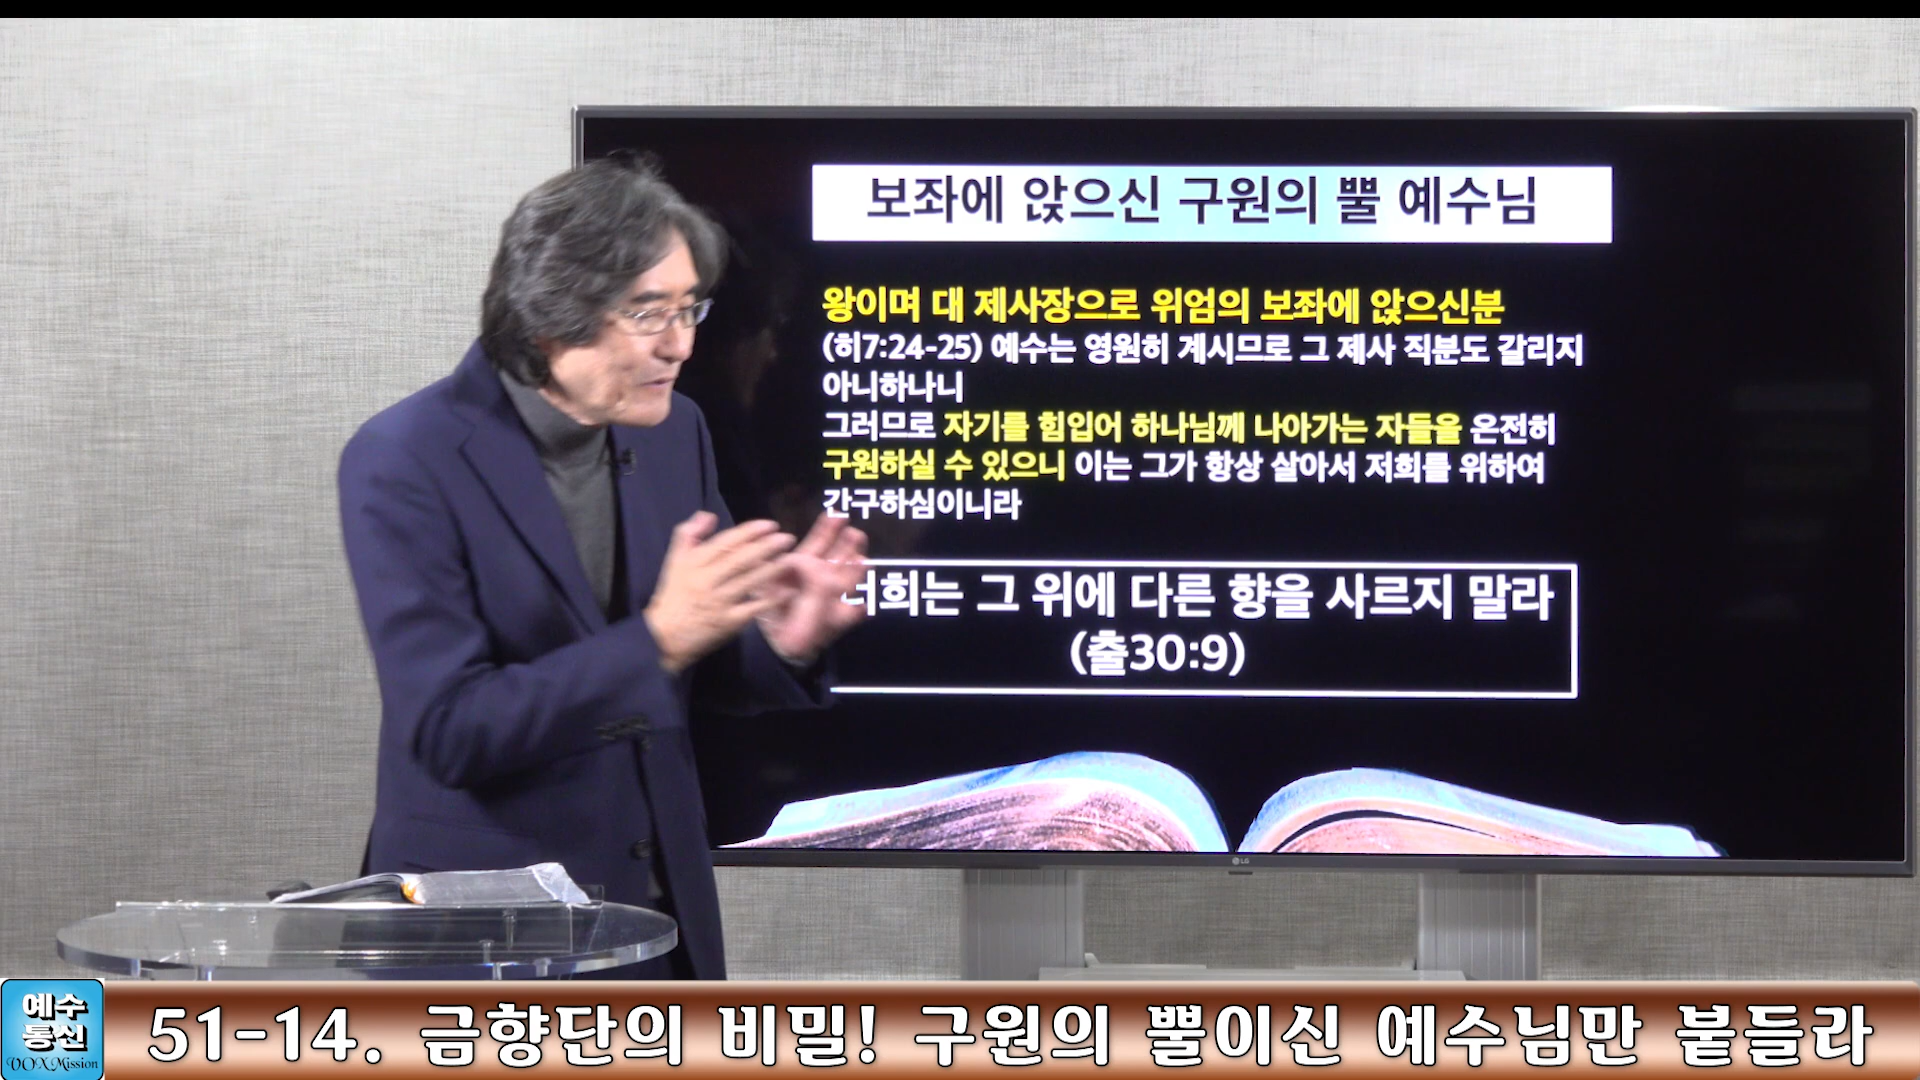 보좌에 앉으신 구원의 뿔 예수님
왕이며 대 제사장으로 위엄의 보좌에 앉으신분
(히7:24-25) 예수는 영원히 계시므로 그 제사 직분도 갈리지
아니하나니
그러므로 자기를 힘입어 하나님께 나아가는 자들을 온전히
구원하실 수 있으니 이는 그가 항상 살아서 저희를 위하여
간구하심이니라
너희는 그 위에 다른 향을 사르지 말라
(출30:9)
LG
예수
통신
VOX Mission
51-14. 금향단의 비밀! 구원의 뿔이신 예수님만 붙들라